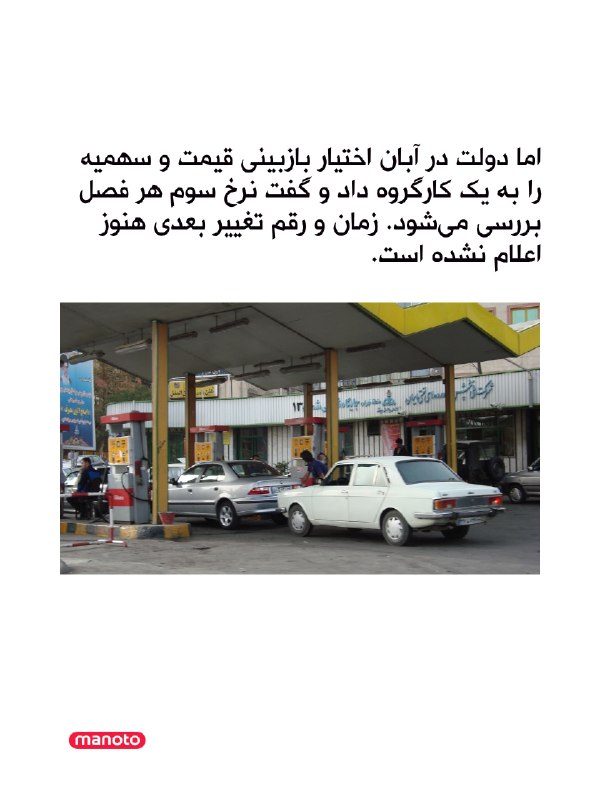 اما دولت در آبان اختیار بازبینی قیمت و سهمیه
را به یک کارگروه داد و گفت نرخ سوم هر فصل
بررسی می‌شود. زمان و رقم تغییر بعدی هنوز
اعلام نشده است.
manoto